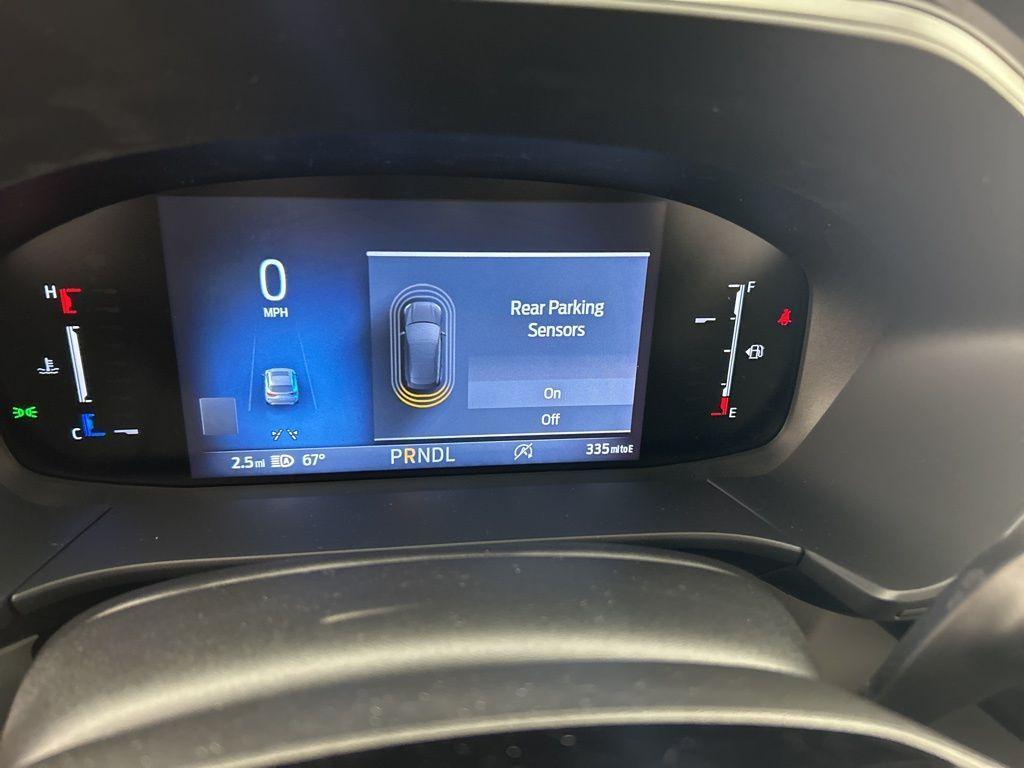 0
MPH
H
C
Rear Parking
Sensors
On
Off
F
E
2.5 mi A 67°
PRNDL
335 mi to E